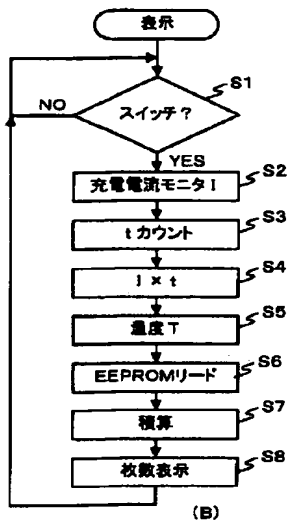 表示
スイッチ?
S1
NO
YES
充電電流モニタI
S2
tカウント
S3
I × t
S4
温度T
S5
EEPROMリード
S6
積算
S7
枚数表示
S8
(B)